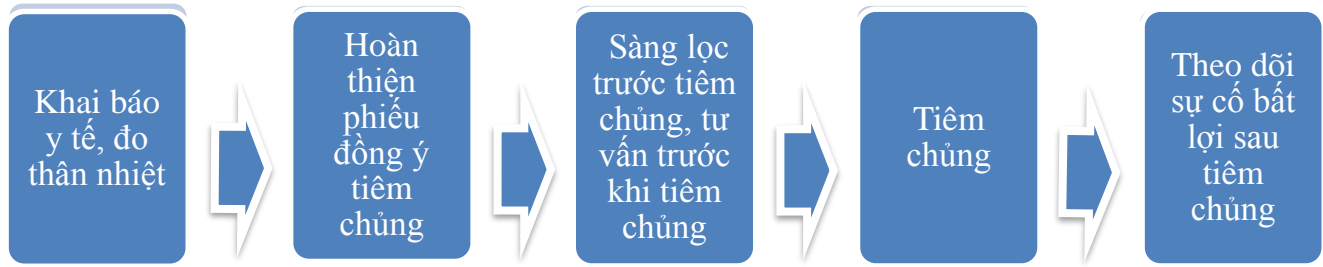 Khai báo
y tế, đo
thân nhiệt
Hoàn
thiện
phiếu
đồng ý
tiêm
chủng
Sàng lọc
trước tiêm
chủng, tư
vấn trước
khi tiêm
chủng
Tiêm
chủng
Theo dõi
sự cố bất
lợi sau
tiêm
chủng